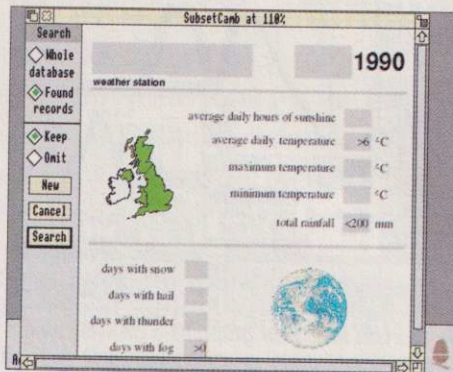 SubsetCamb at 110%
Search
Whole
database
Found
records
Keep
Omit
New
Cancel
Search
1990
weather station
average daily hours of sunshine
average daily temperature >6 °C
maximum temperature °C
minimum temperature °C
total rainfall <200 mm
days with snow
days with hail
days with thunder
days with fog >0